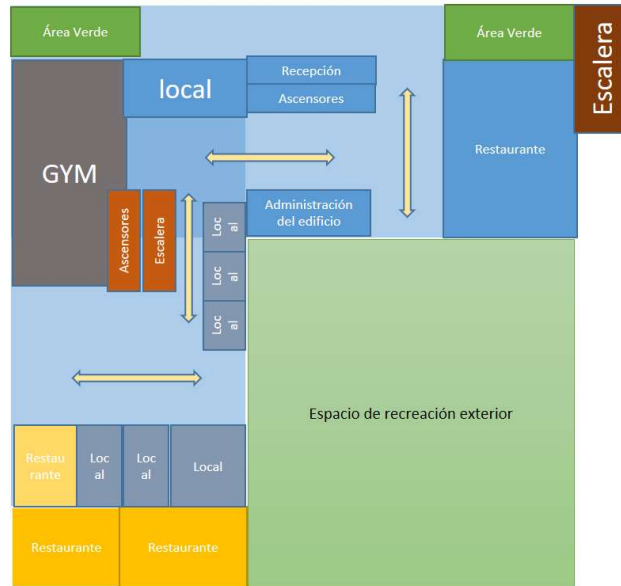 Área Verde
Área Verde
Escalera
local
Recepción
Ascensores
Restaurante
GYM
Ascensores
Escalera
Loc
al
Administración
del edificio
Loc
al
Loc
al
Espacio de recreación exterior
Restau
rante
Loc
al
Loc
al
Local
Restaurante
Restaurante